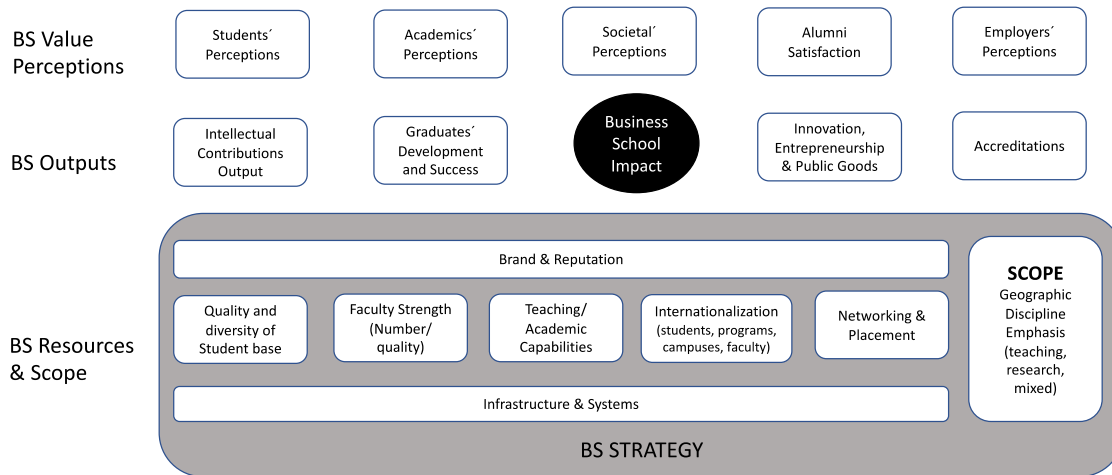 BS Value
Perceptions
Students´
Perceptions
Academics´
Perceptions
Societal´
Perceptions
Alumni
Satisfaction
Employers´
Perceptions
BS Outputs
Intellectual
Contributions
Output
Graduates´
Development
and Success
Business
School
Impact
Innovation,
Entrepreneurship
& Public Goods
Accreditations
BS Resources
& Scope
Brand & Reputation
Quality and
diversity of
Student base
Faculty Strength
(Number/
quality)
Teaching/
Academic
Capabilities
Internationalization
(students, programs,
campuses, faculty)
Networking &
Placement
Infrastructure & Systems
SCOPE
Geographic
Discipline
Emphasis
(teaching,
research,
mixed)
BS STRATEGY